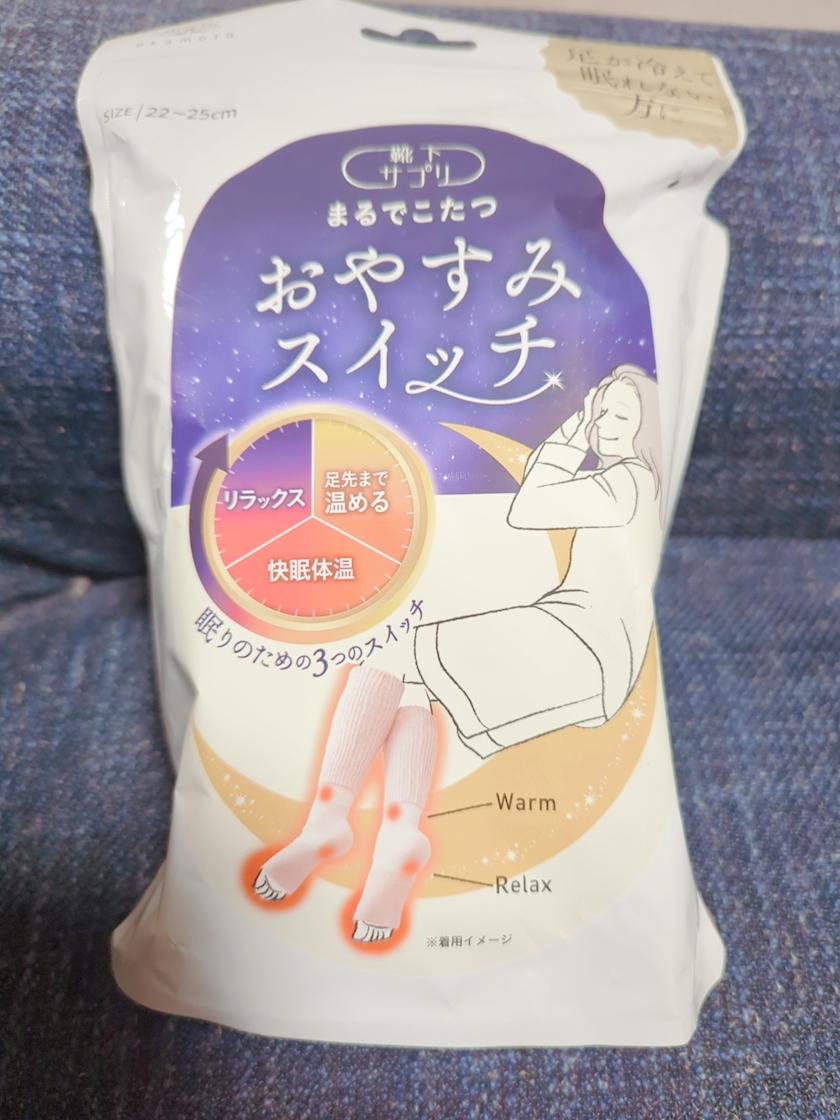 okamoto
SIZE/22~25cm
足が冷えて
眠れない
方に
靴下
サプリ
まるでこたつ
おやすみ
スイッチ
リラックス
足先まで
温める
快眠体温
眠りのための3つのスイッチ
Warm
Relax
※着用イメージ